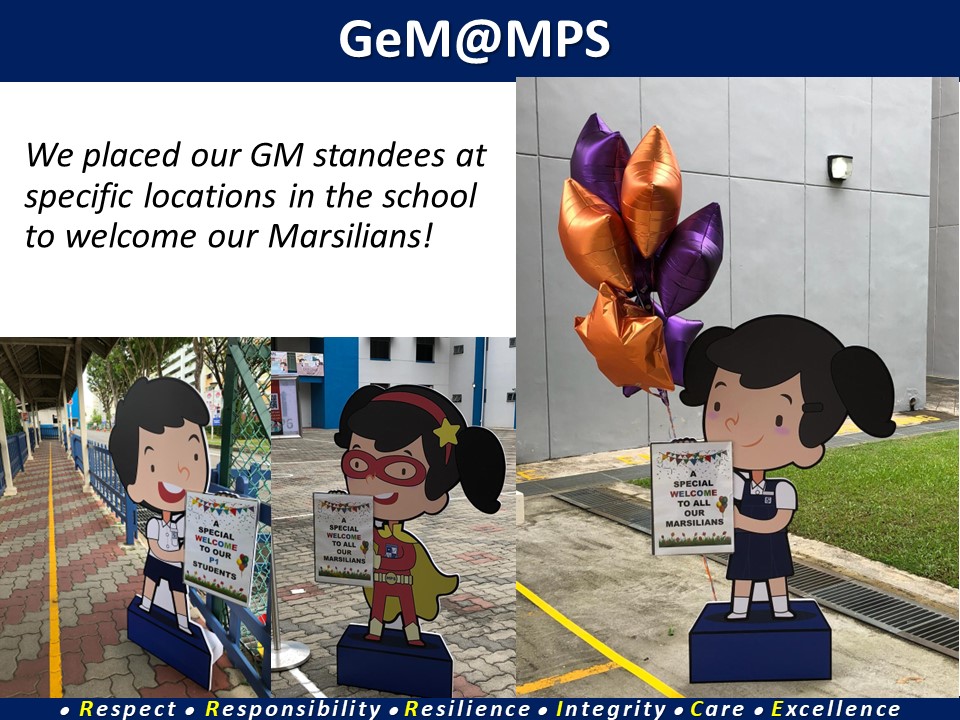 GeM@MPS
We placed our GM standees at
specific locations in the school
to welcome our Marsilians!
A
SPECIAL
WELCOME
TO OUR
P1
STUDENTS
A
SPECIAL
WELCOME
TO ALL
OUR
MARSILIANS
A
SPECIAL
WELCOME
TO ALL
OUR
MARSILIANS
• Respect • Responsibility • Resilience • Integrity • Care • Excellence